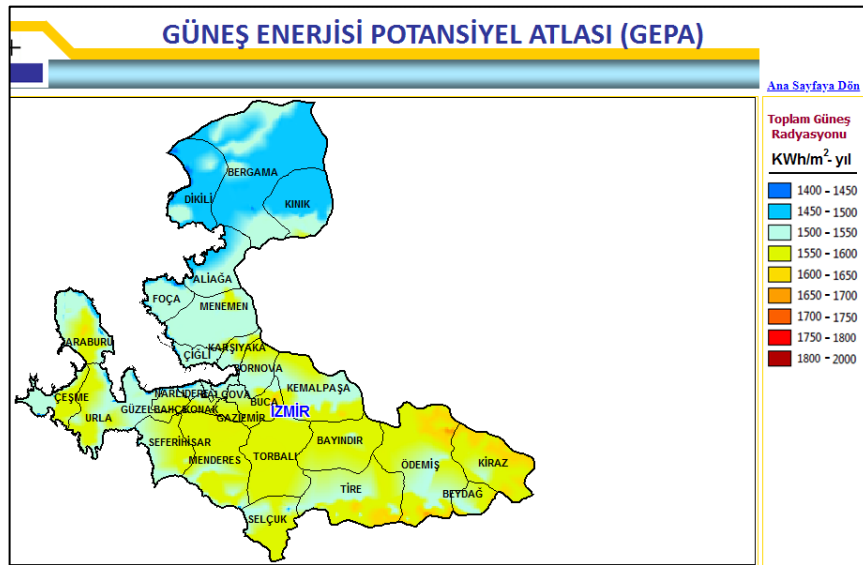 GÜNEŞ ENERJİSİ POTANSİYEL ATLASI (GEPA)
Ana Sayfaya Dön
Toplam Güneş
Radyasyonu
KWh/m²- yıl
1400 - 1450
1450 - 1500
1500 - 1550
1550 - 1600
1600 - 1650
1650 - 1700
1700 - 1750
1750 - 1800
1800 - 2000
BERGAMA
DİKİLİ
KINIK
ALİAĞA
FOÇA
MENEMEN
ARABURU
KARŞIYAKA
ÇİĞLİ
BORNOVA
KEMALPAŞA
ÇEŞME
NARLIDERE
BALÇOVA
BUCA
URLA
GÜZELBAHÇE
KONAK
GAZİEMİR
İZMİR
SEFERİHİSAR
BAYINDIR
MENDERES
TORBALI
ÖDEMİŞ
KİRAZ
TİRE
BEYDAĞ
SELÇUK